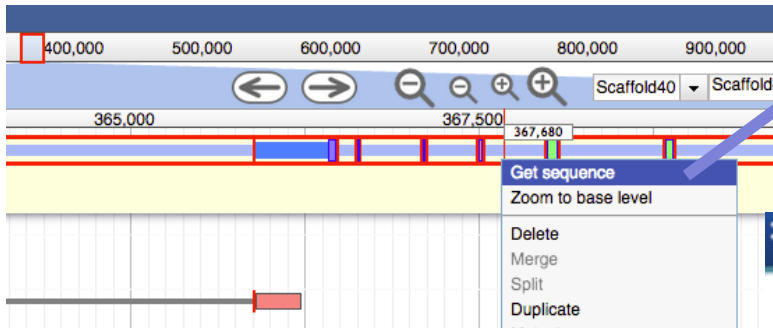 400,000 500,000 600,000 700,000 800,000 900,000
Scaffold40 Scaffold
365,000 367,500
367,680
Get sequence
Zoom to base level
Delete
Merge
Split
Duplicate